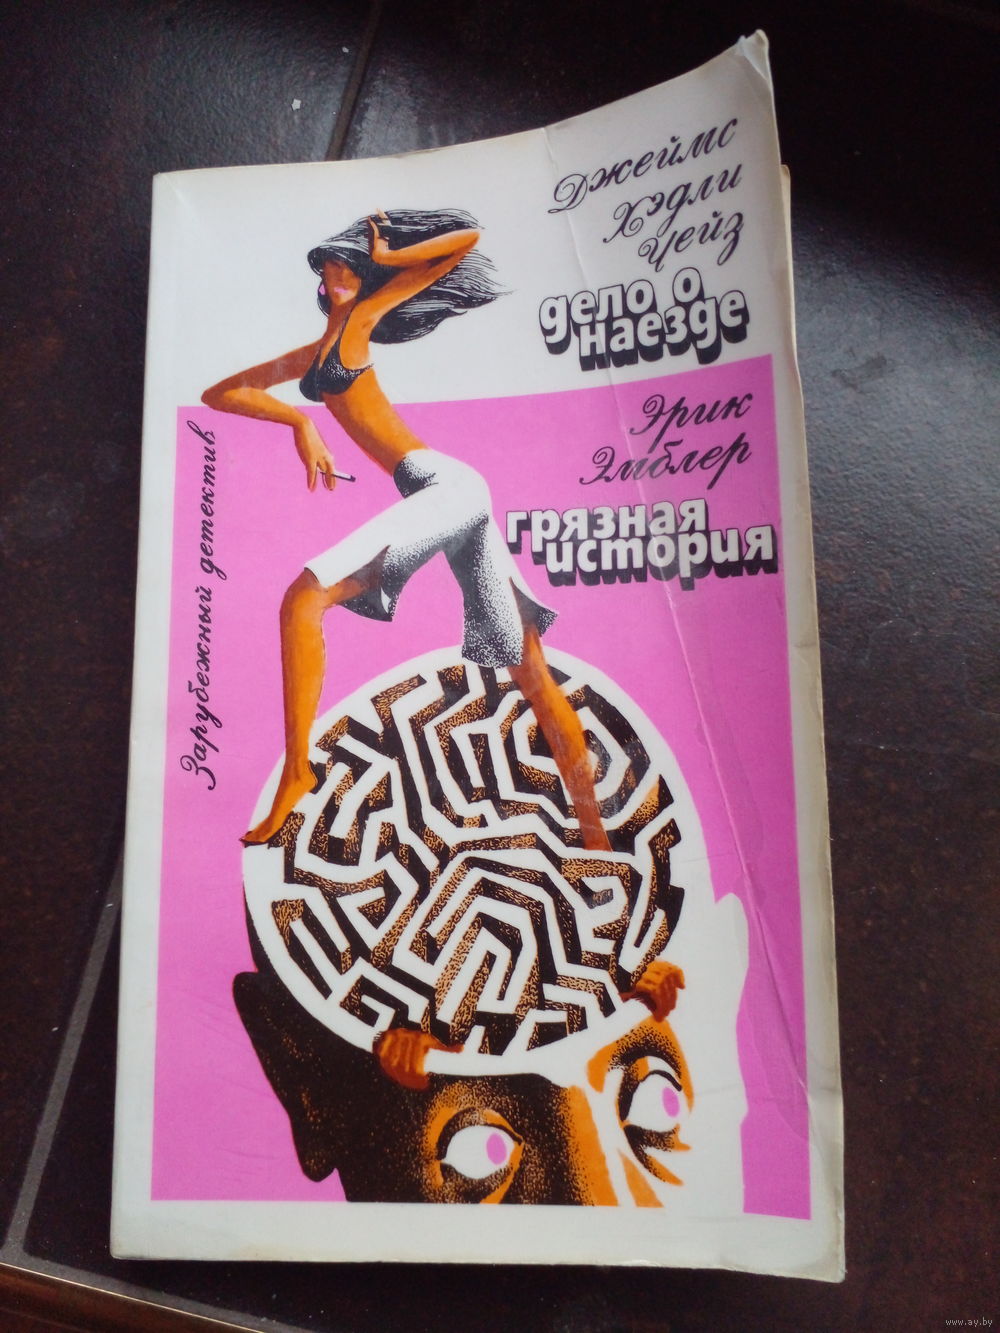 Джеймс
Хэдли
Чейз
дело о
наезде
Эрик
Эмблер
грязная
история
Зарубежный детектив
www.ay.by